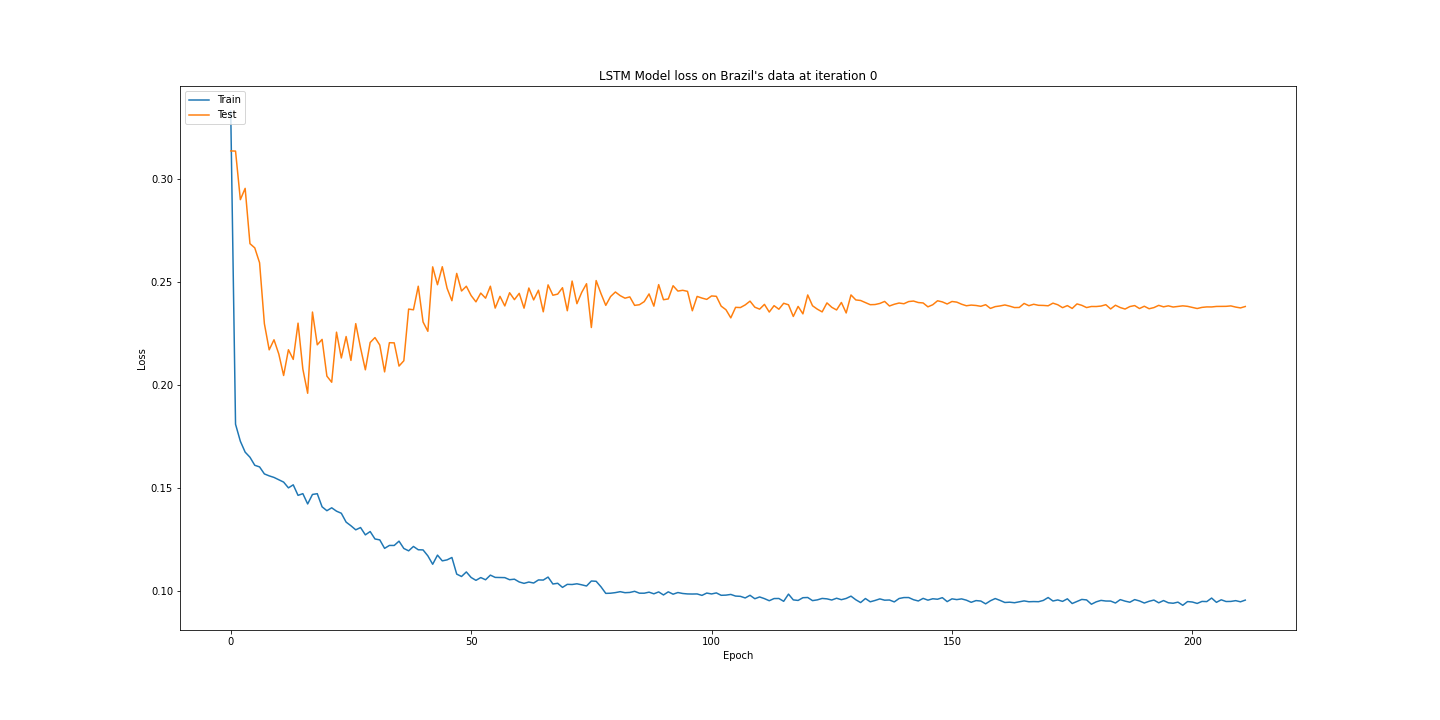 LSTM Model loss on Brazil's data at iteration 0
Train
Test
0.30
0.25
0.20
0.15
0.10
Loss
0 50 100 150 200
Epoch